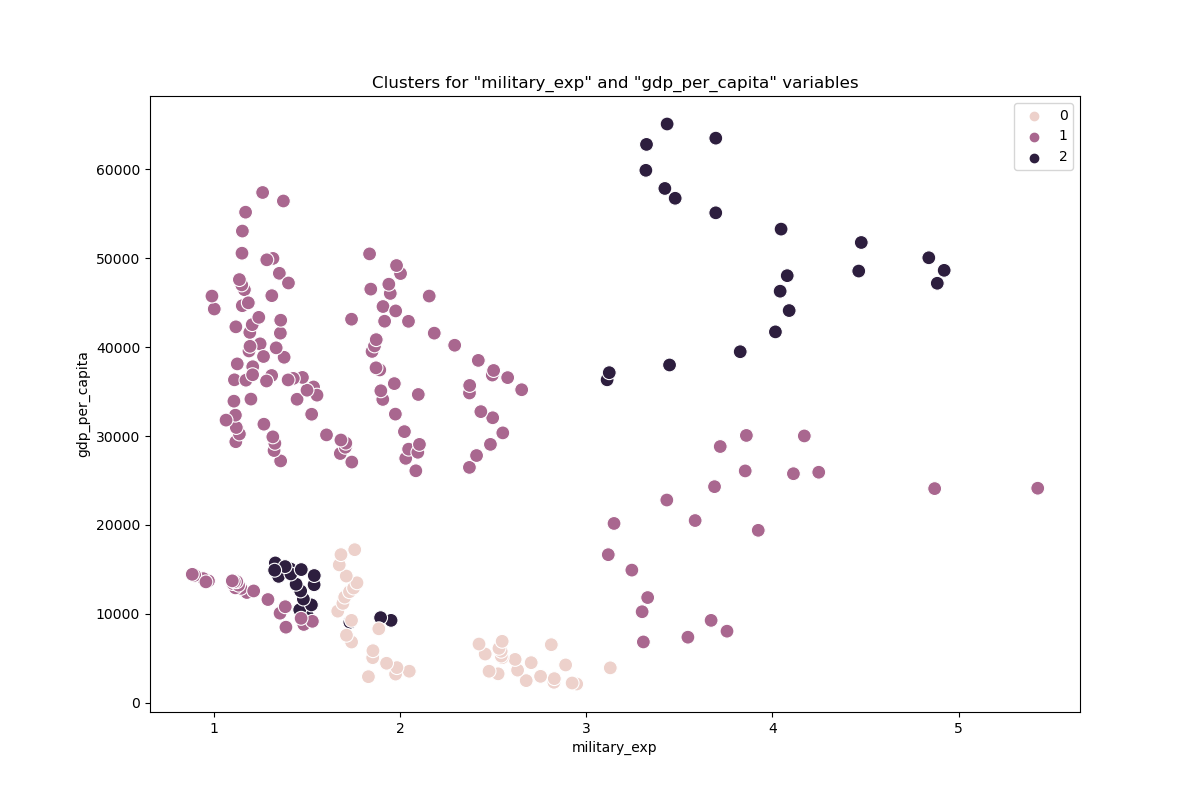 Clusters for "military_exp" and "gdp_per_capita" variables
0
1
2
60000
50000
40000
30000
20000
10000
0
gdp_per_capita
1 2 3 4 5
military_exp